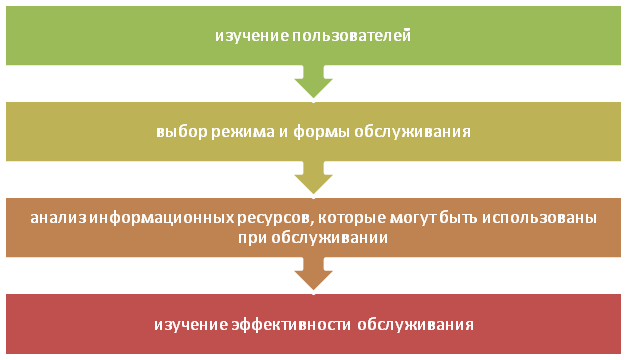 изучение пользователей
выбор режима и формы обслуживания
анализ информационных ресурсов, которые могут быть использованы
при обслуживании
изучение эффективности обслуживания